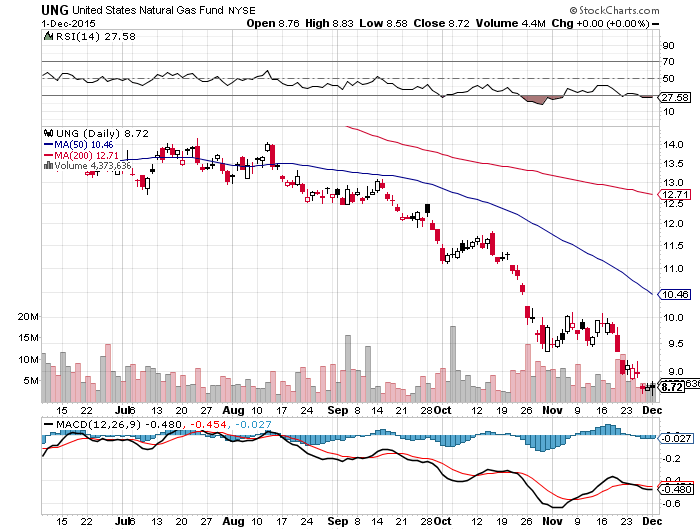 UNG United States Natural Gas Fund NYSE © StockCharts.com
1-Dec-2015 Open 8.76 High 8.83 Low 8.58 Close 8.72 Volume 4.4M Chg +0.00 (+0.00%)
RSI(14) 27.58
90
70
50
27.58
10
UNG (Daily) 8.72
MA(50) 10.46
MA(200) 12.71
Volume 4,373,636
14.0
13.5
13.0
12.71
12.5
12.0
11.5
11.0
10.46
10.0
9.5
9.0
8.72
20M
15M
10M
5M
15 22 Jul6 13 20 27 Aug 10 17 24 Sep 8 14 21 28 Oct 12 19 26 Nov 9 16 23 Dec
MACD(12,26,9) -0.480, -0.454, -0.027
-0.027
-0.2
-0.4
-0.480
-0.6
15 22 Jul6 13 20 27 Aug 10 17 24 Sep 8 14 21 28 Oct 12 19 26 Nov 9 16 23 Dec